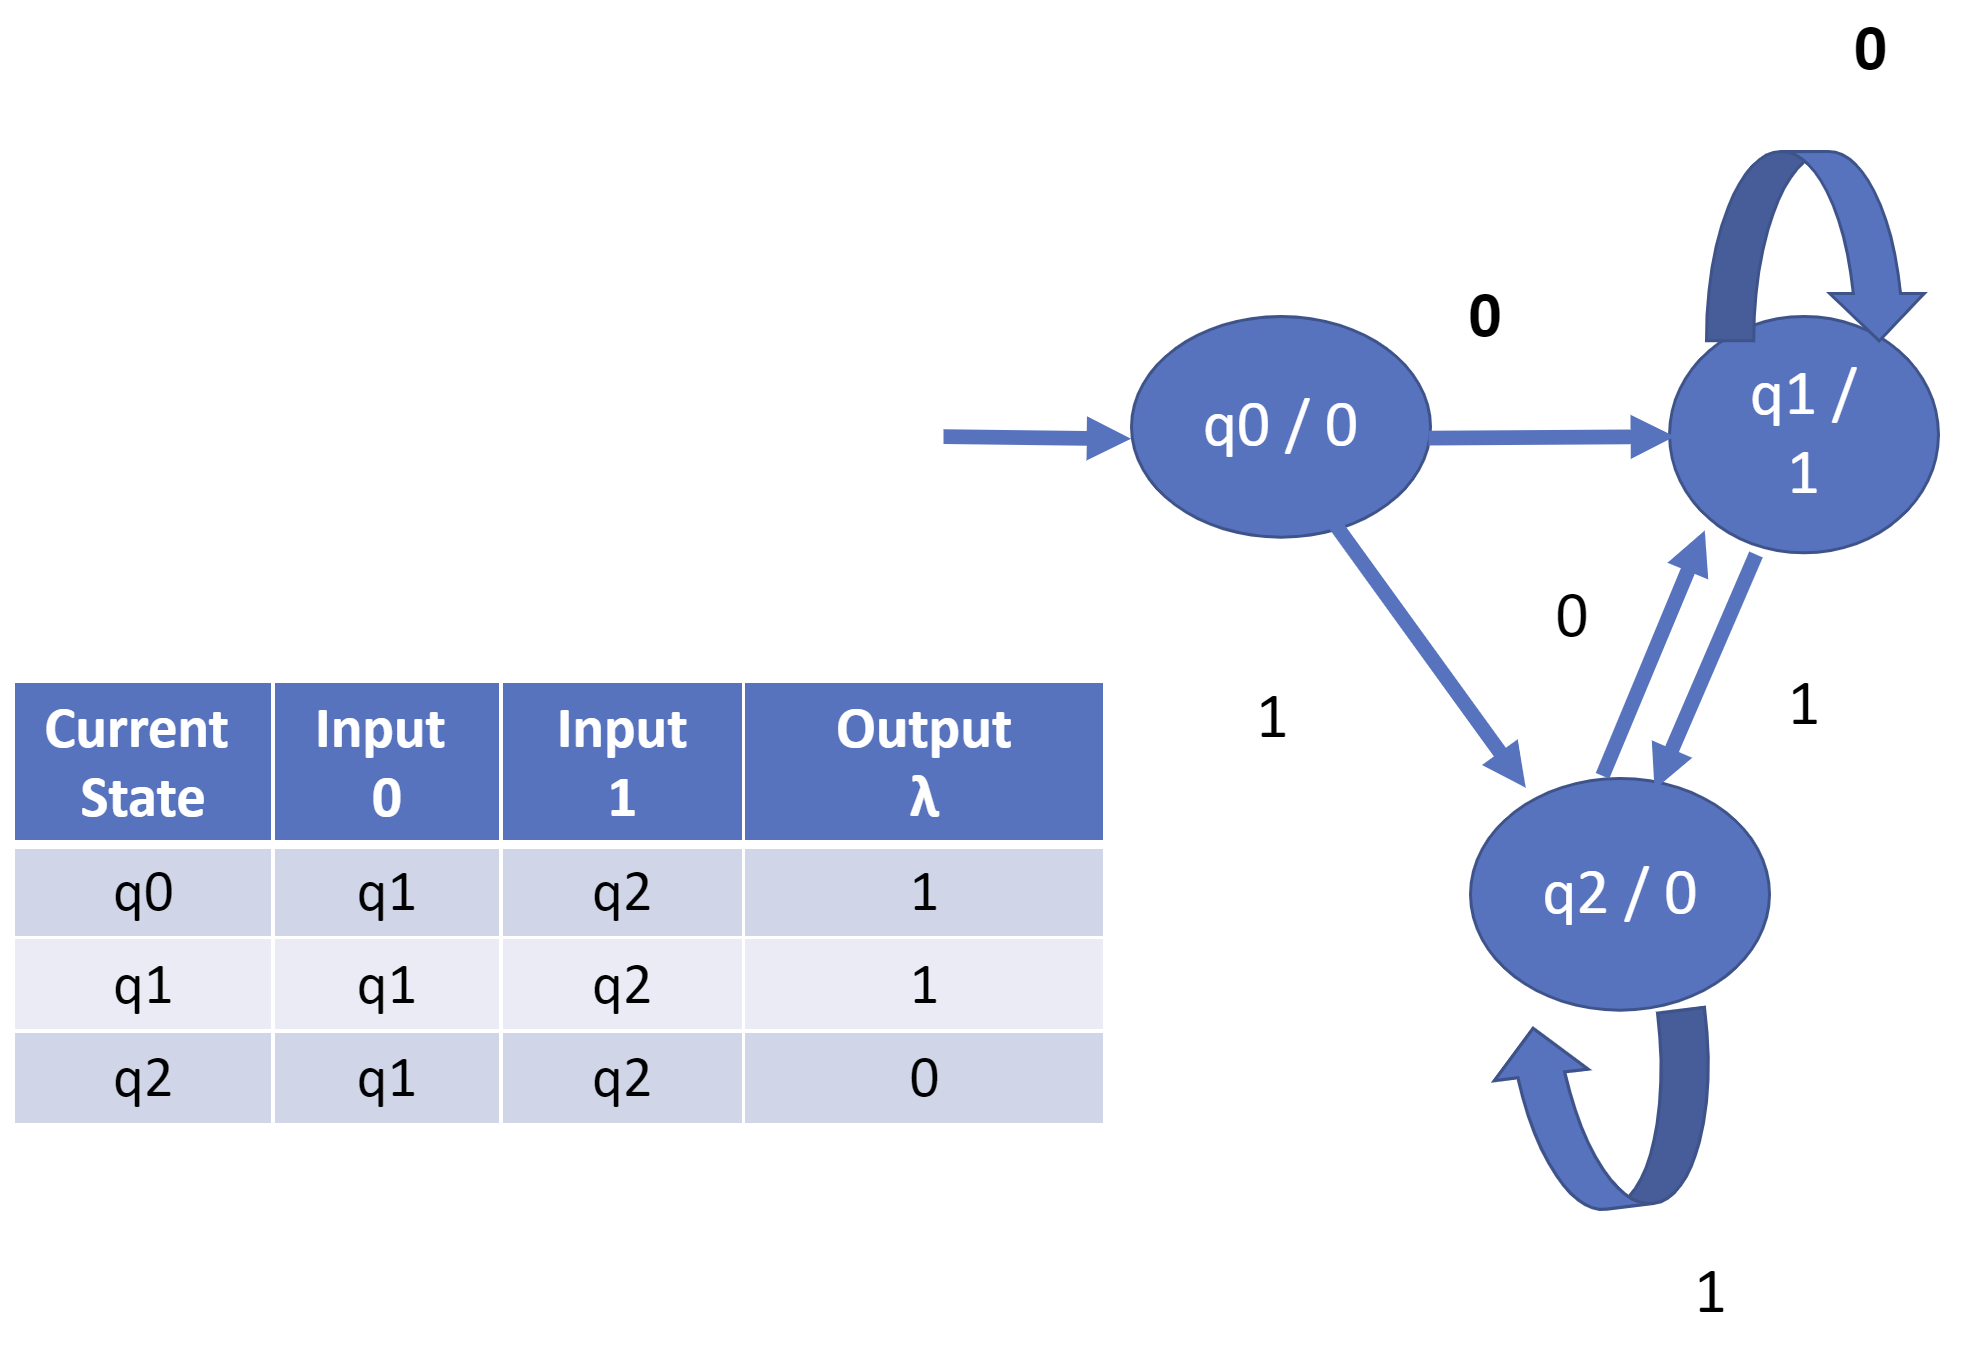 0
0
q0 / 0
q1 /
1
0
1
1
q2 / 0
1
Current State Input 0 Input 1 Output λ
q0 q1 q2 1
q1 q1 q2 1
q2 q1 q2 0